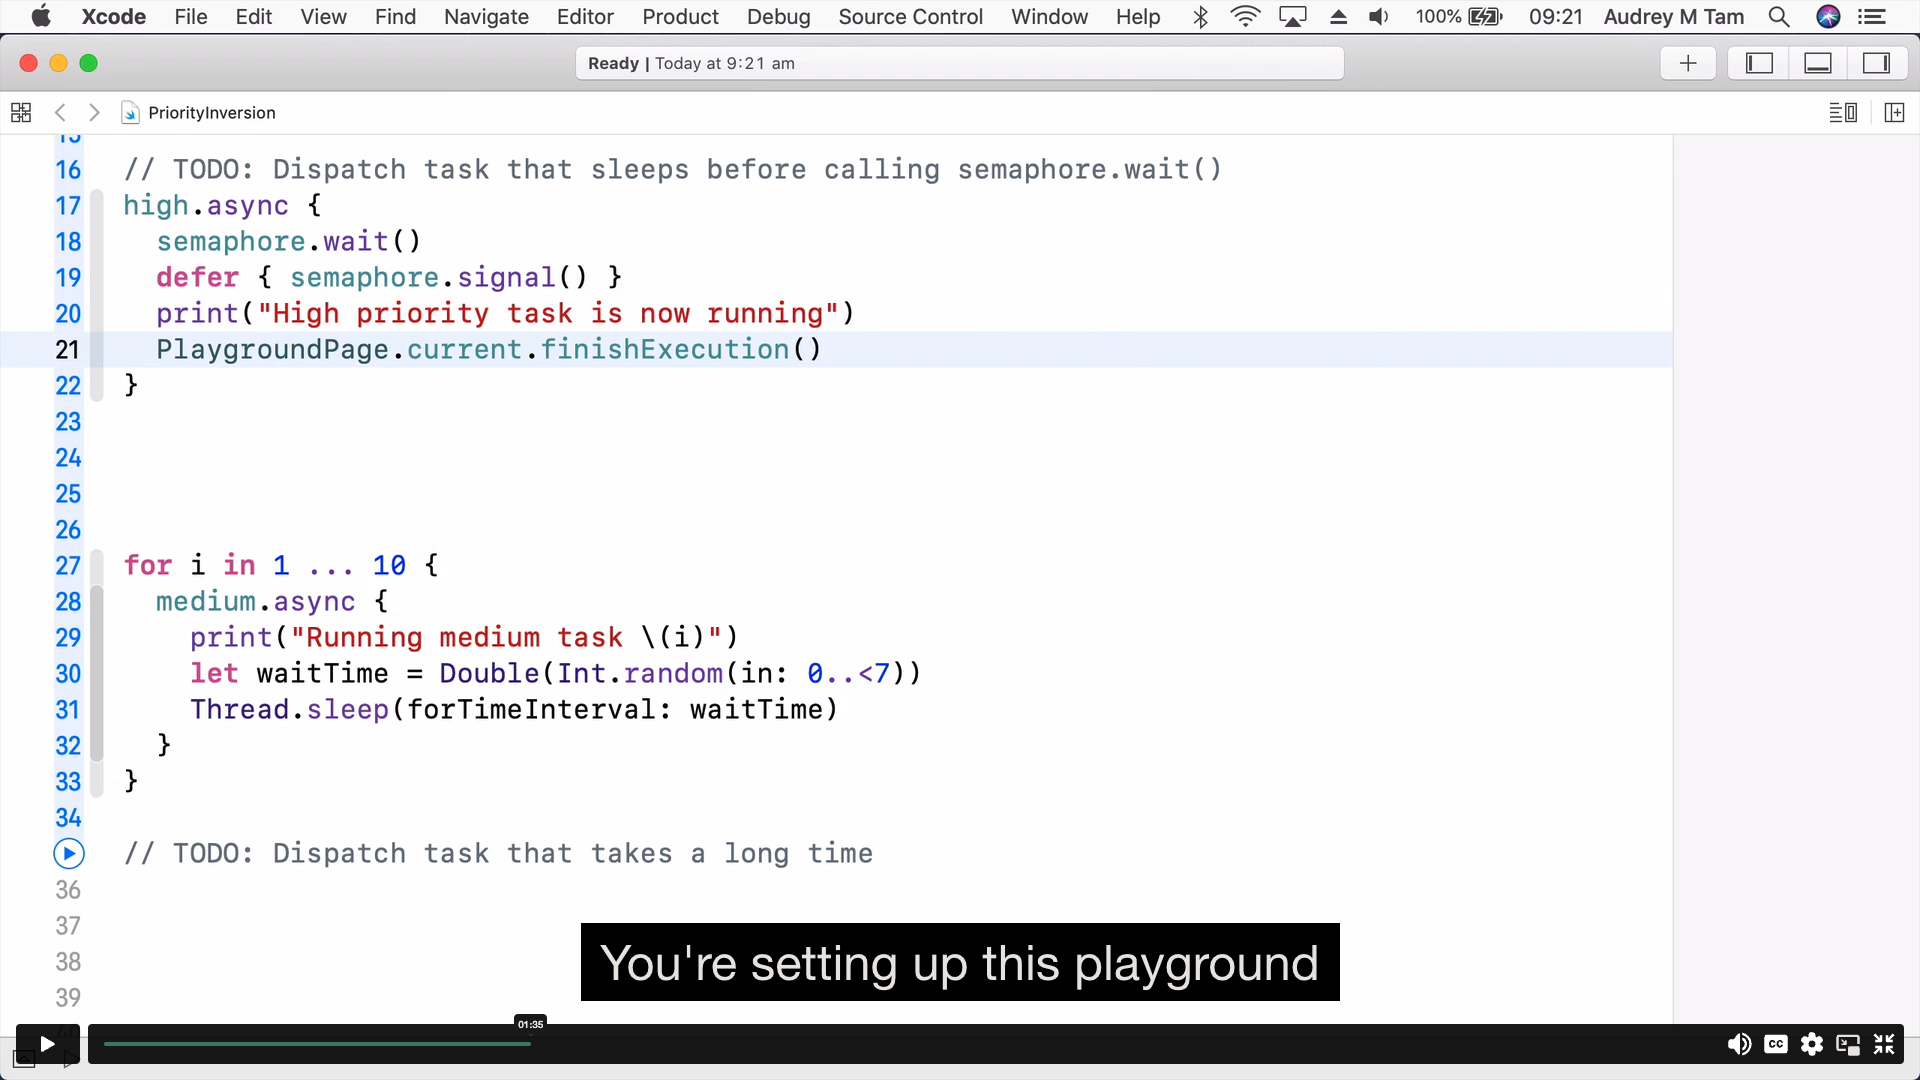 Xcode File Edit View Find Navigate Editor Product Debug Source Control Window Help 100% 09:21 Audrey M Tam
Ready | Today at 9:21 am
PriorityInversion
15
16 // TODO: Dispatch task that sleeps before calling semaphore.wait()
17 high.async {
18 semaphore.wait()
19 defer { semaphore.signal() }
20 print("High priority task is now running")
21 PlaygroundPage.current.finishExecution()
22 }
23
24
25
26
27 for i in 1 ... 10 {
28 medium.async {
29 print("Running medium task \(i)")
30 let waitTime = Double(Int.random(in: 0..<7))
31 Thread.sleep(forTimeInterval: waitTime)
32 }
33 }
34
// TODO: Dispatch task that takes a long time
36
37
38
39
You're setting up this playground
01:35
CC